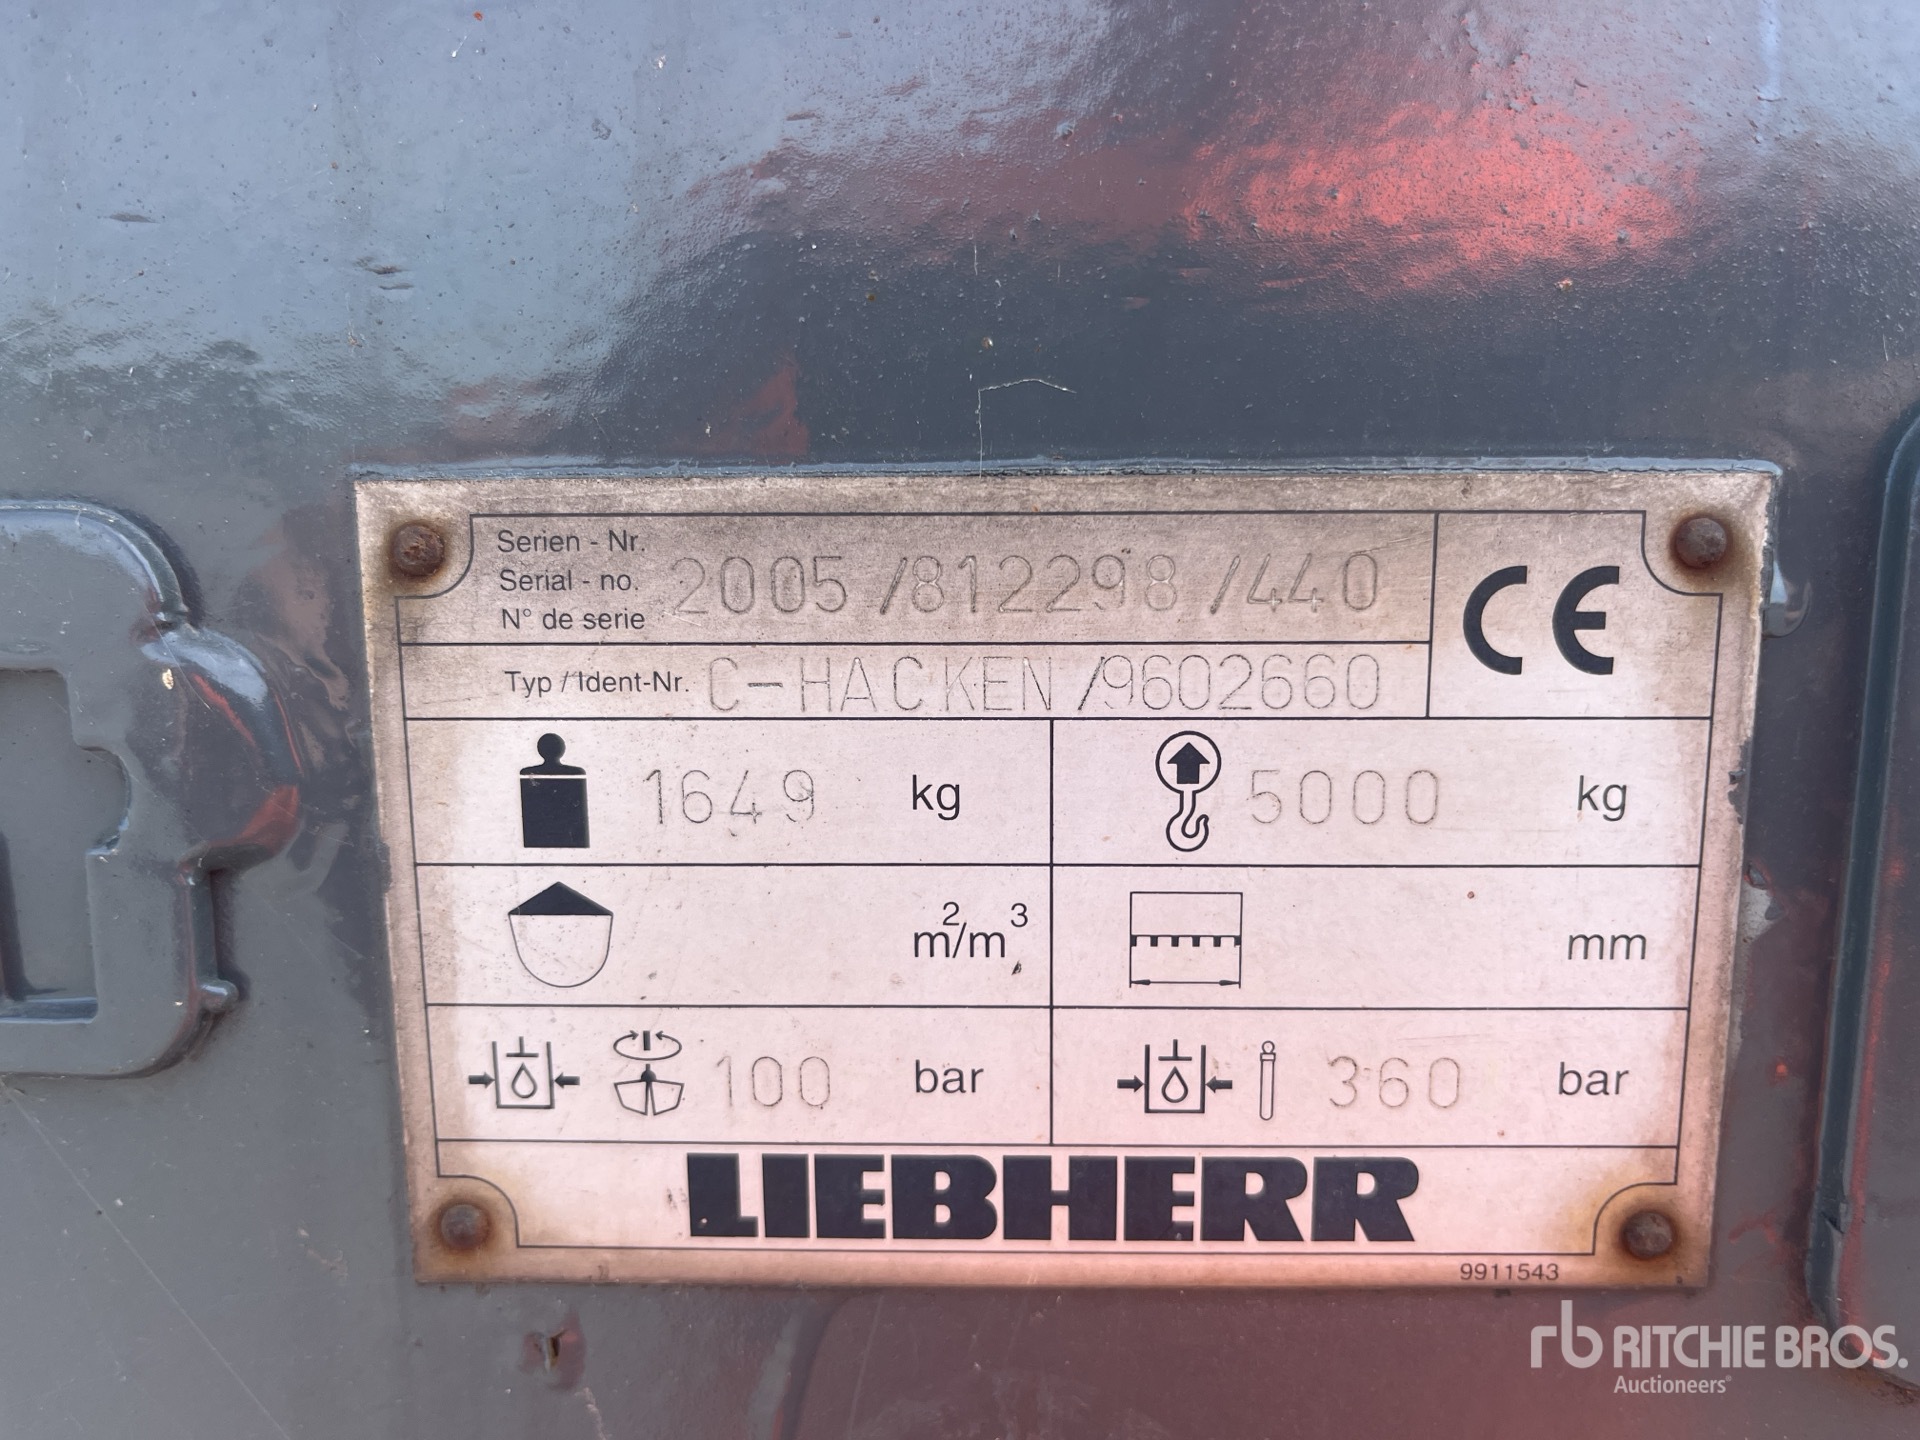 Serien - Nr.
Serial - no. 2005/812298/440
N° de serie
Typ / Ident-Nr. C-HACKEN/9602660
CE
1649 kg
5000 kg
m²/m³
mm
100 bar
360 bar
LIEBHERR
9911543
rb RITCHIE BROS.
Auctioneers